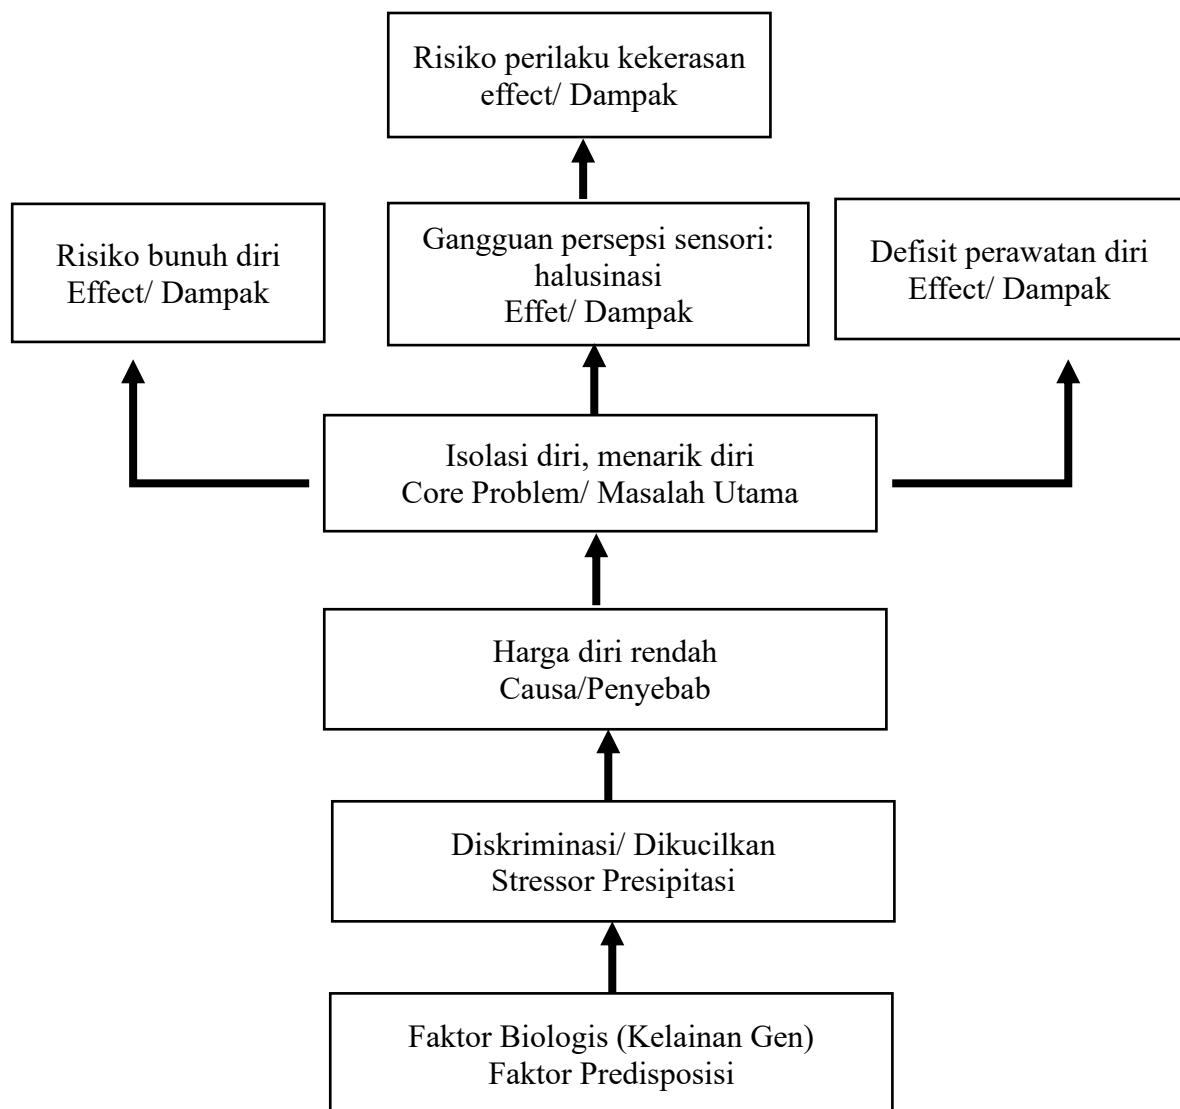 Risiko perilaku kekerasan
effect/ Dampak
Risiko bunuh diri
Effect/ Dampak
Gangguan persepsi sensori:
halusinasi
Effet/ Dampak
Defisit perawatan diri
Effect/ Dampak
Isolasi diri, menarik diri
Core Problem/ Masalah Utama
Harga diri rendah
Causa/Penyebab
Diskriminasi/ Dikucilkan
Stressor Presipitasi
Faktor Biologis (Kelainan Gen)
Faktor Predisposisi